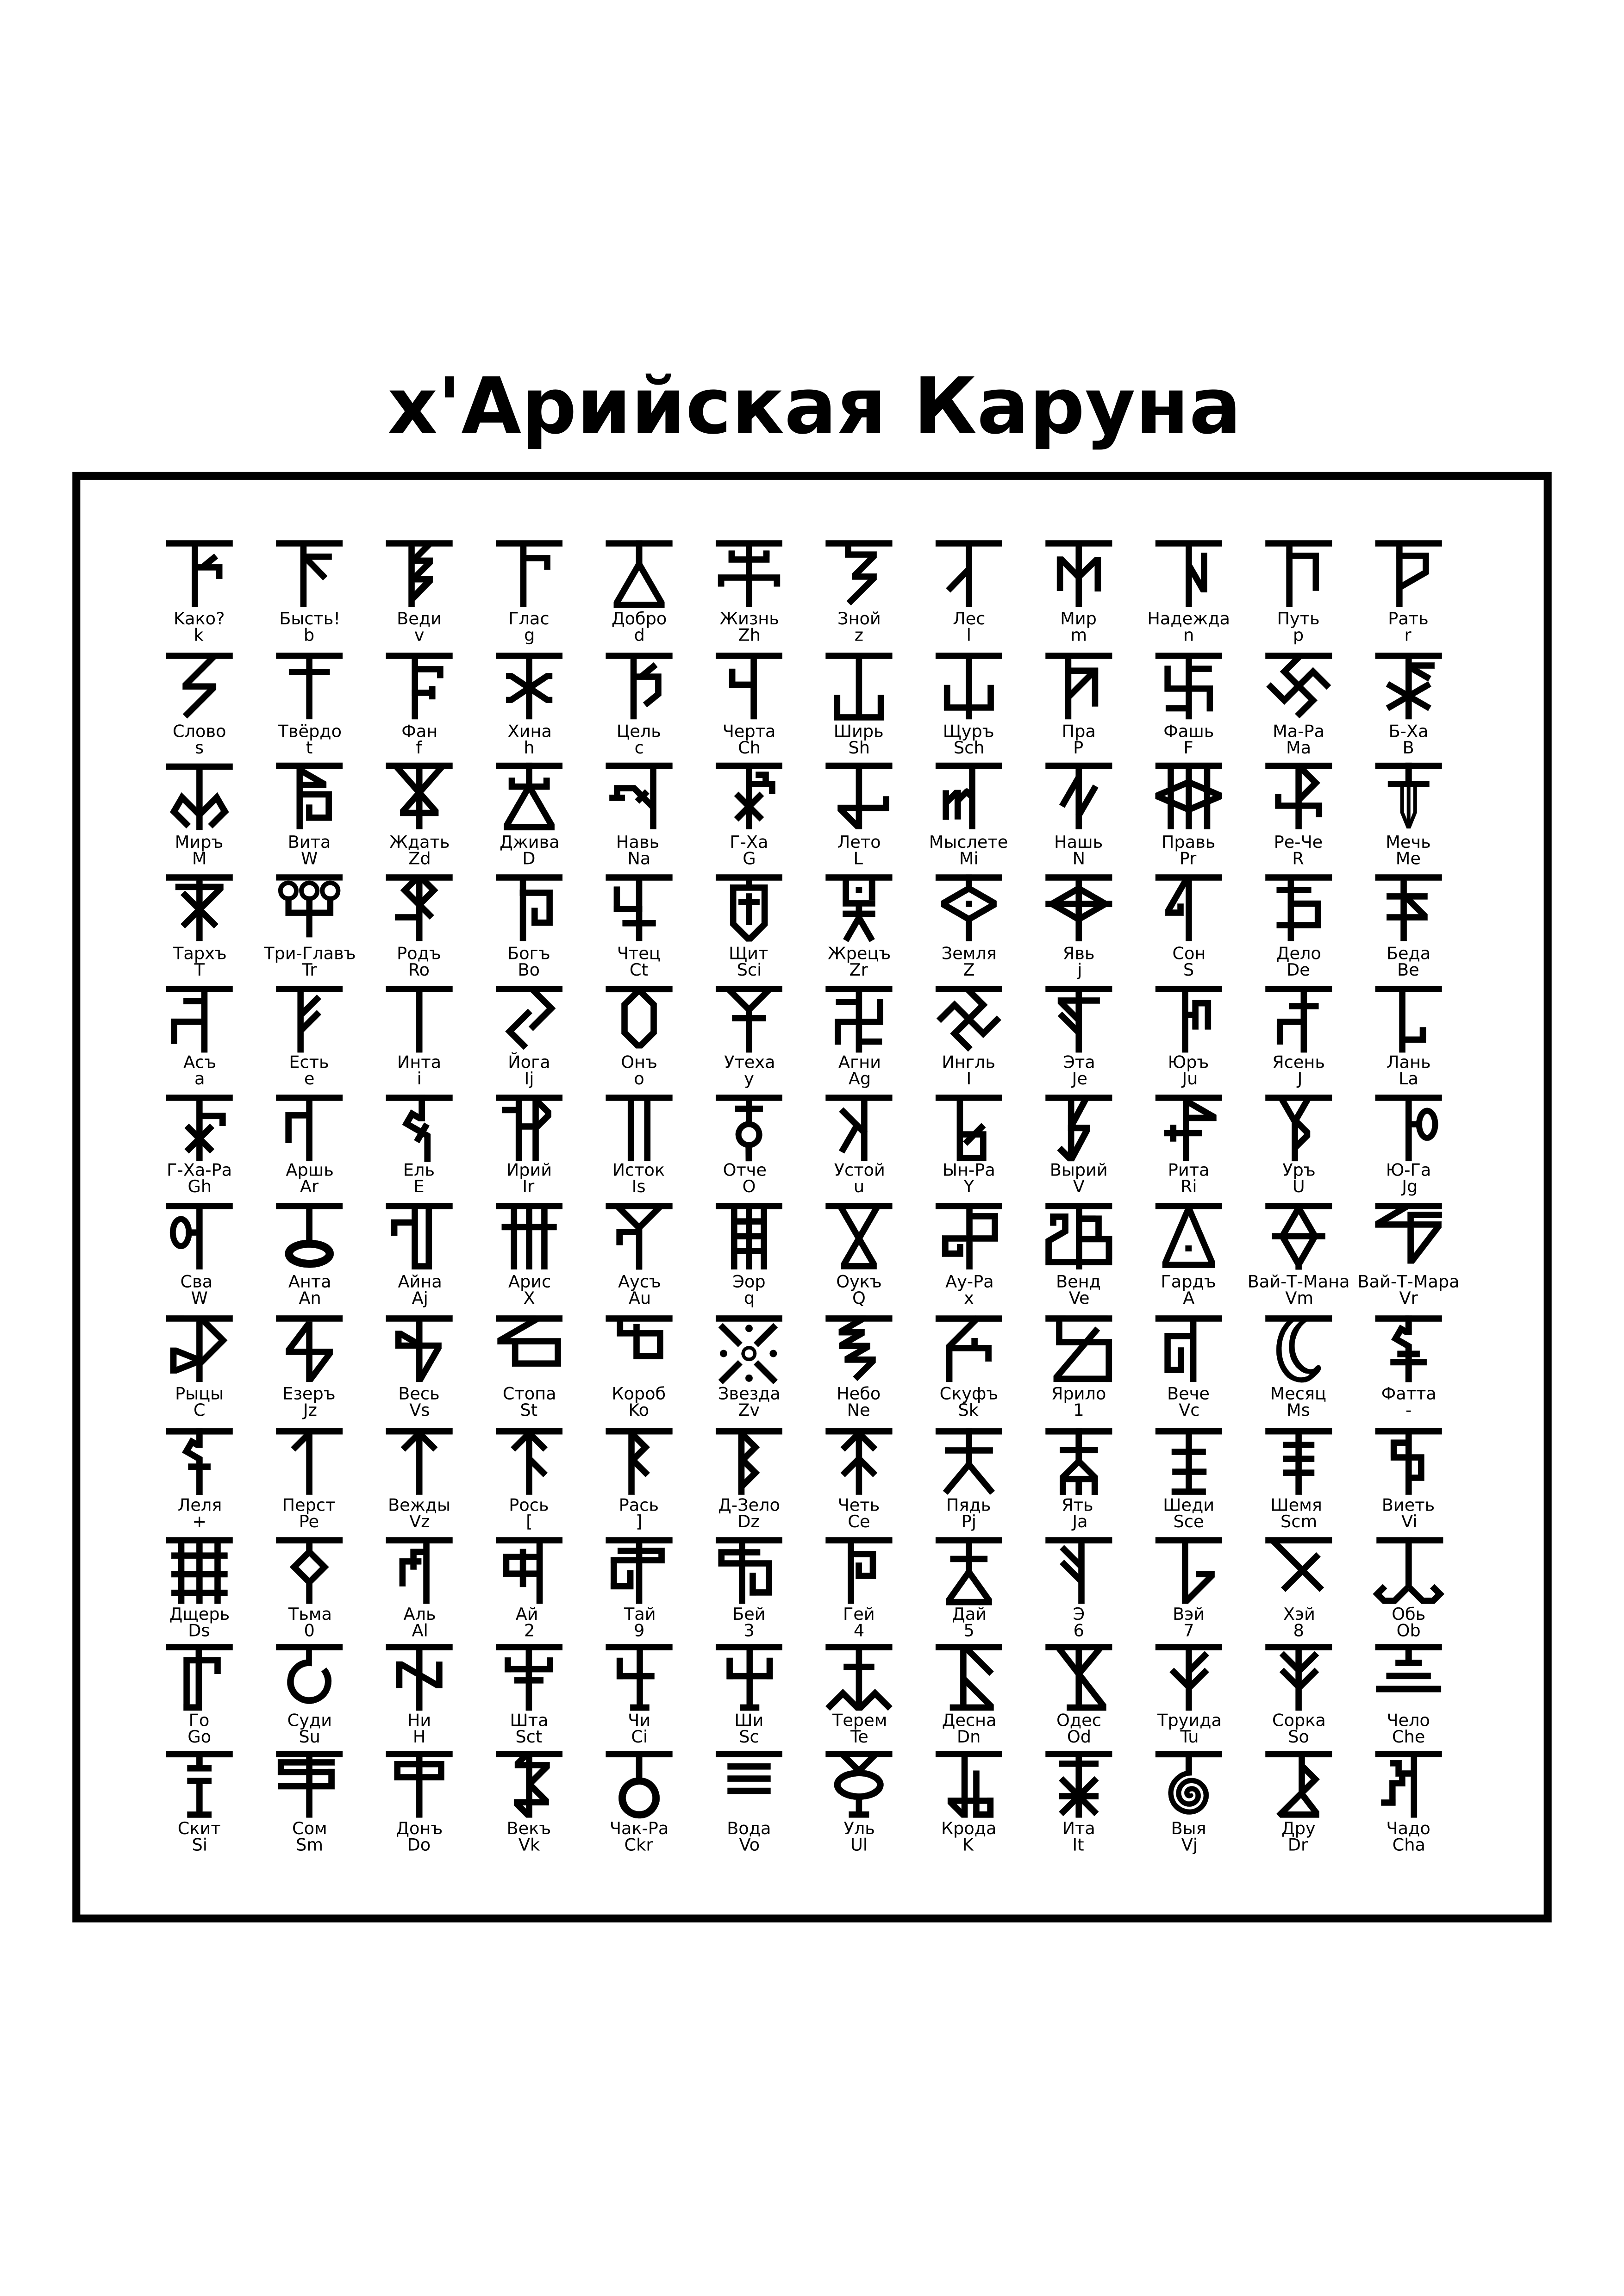 х'Арийская Каруна
Како? Бысть! Веди Глас Добро Жизнь Зной Лес Мир Надежда Путь Рать
k b v g d Zh z l m n p r
Слово Твёрдо Фан Хина Цель Черта Ширь Щуръ Пра Фашь Ма-Ра Б-Ха
s t f h c Ch Sh Sch P F Ma B
Миръ Вита Ждать Джива Навь Г-Ха Лето Мыслете Нашь Правь Ре-Че Мечь
M W Zd D Na G L Mi N Pr R Me
Тархъ Три-Главъ Родъ Богъ Чтец Щит Жрецъ Земля Явь Сон Дело Беда
T Tr Ro Bo Ct Sci Zr Z j S De Be
Асъ Есть Инта Йога Онъ Утеха Агни Ингль Эта Юръ Ясень Лань
a e i Ij o y Ag I Je Ju J La
Г-Ха-Ра Аршь Ель Ирий Исток Отче Устой Ын-Ра Вырий Рита Уръ Ю-Га
Gh Ar E Ir Is O u Y V Ri U Jg
Сва Анта Айна Арис Аусъ Эор Оукъ Ау-Ра Венд Гардъ Вай-Т-Мана Вай-Т-Мара
W An Aj X Au q Q x Ve A Vm Vr
Рыцы Езеръ Весь Стопа Короб Звезда Небо Скуфъ Ярило Вече Месяц Фатта
C Jz Vs St Ko Zv Ne Sk 1 Vc Ms -
Леля Перст Вежды Рось Рась Д-Зело Четь Пядь Ять Шеди Шемя Виеть
+ Pe Vz [ ] Dz Ce Pj Ja Sce Scm Vi
Дщерь Тьма Аль Ай Тай Бей Гей Дай Э Вэй Хэй Обь
Ds 0 Al 2 9 3 4 5 6 7 8 Ob
Го Суди Ни Шта Чи Ши Терем Десна Одес Труида Сорка Чело
Go Su H Sct Ci Sc Te Dn Od Tu So Che
Скит Сом Донъ Векъ Чак-Ра Вода Уль Крода Ита Выя Дру Чадо
Si Sm Do Vk Ckr Vo Ul K It Vj Dr Cha